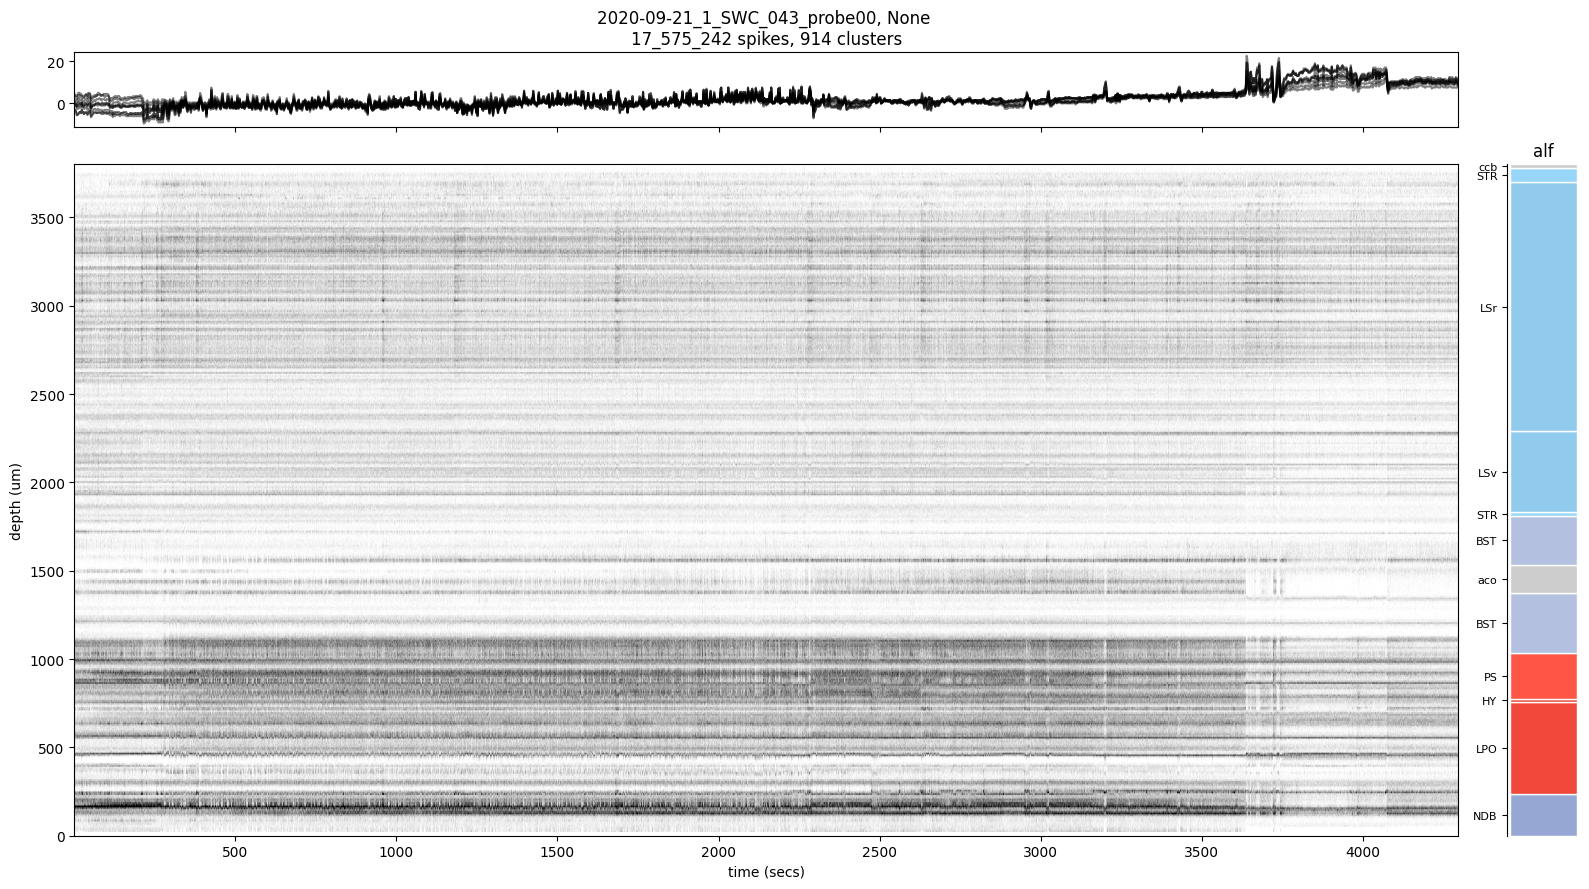 2020-09-21_1_SWC_043_probe00, None
17_575_242 spikes, 914 clusters
20
0
alf
ccb
STR
3500
3000
LSr
2500
depth (um)
2000
LSv
STR
BST
1500
aco
BST
1000
PS
HY
500
LPO
NDB
0
500 1000 1500 2000 2500 3000 3500 4000
time (secs)